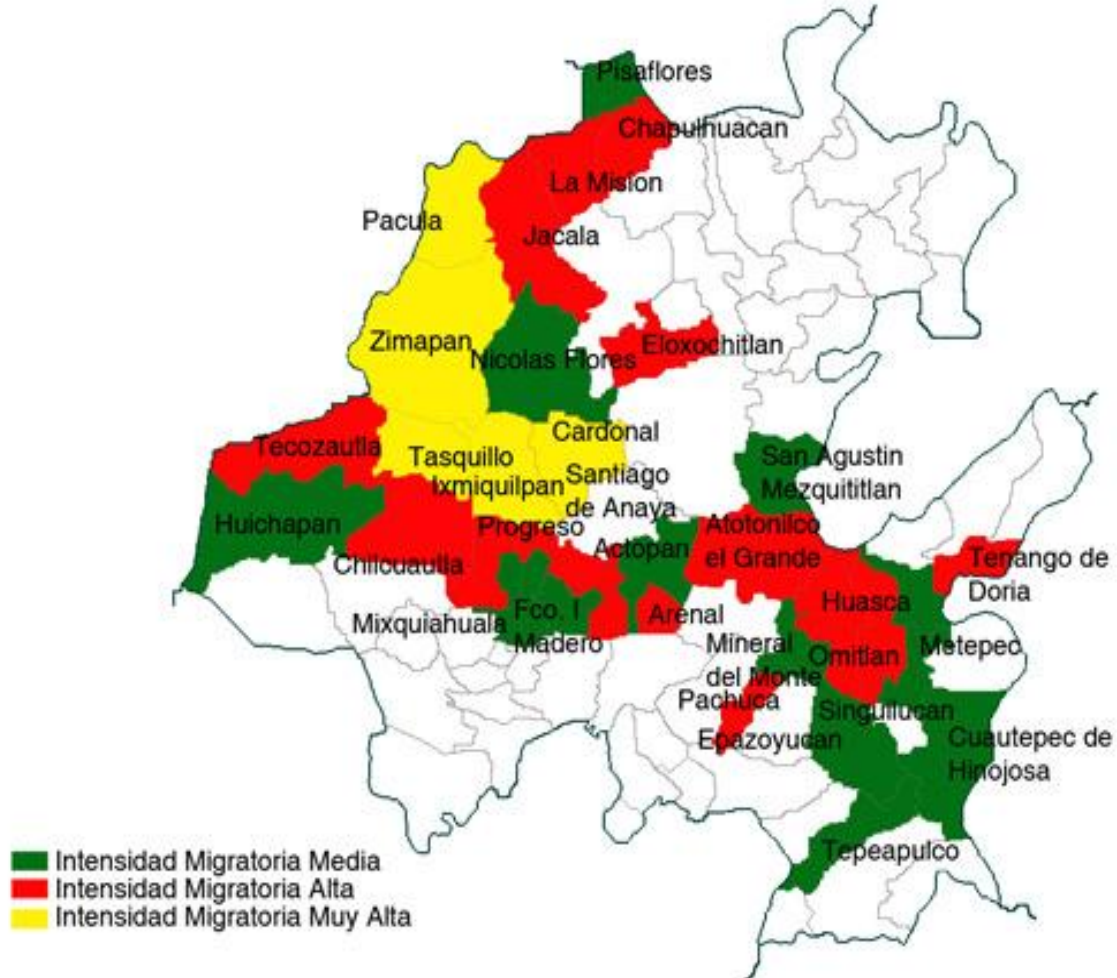 Pisaflores
Chapulhuacan
La Mision
Pacula
Jacala
Zimapan
Nicolas Flores
Eloxochitlan
Cardonal
Tecozautla
Tasquillo
Ixmiquilpan
Santiago
de Anaya
San Agustin
Mezquititlan
Huichapan
Progreso
Actopan
Atotonilco
el Grande
Chilcuautla
Tenango de
Doria
Mixquiahuala
Fco. I
Madero
Arenal
Huasca
Mineral
del Monte
Omitlan
Metepec
Pachuca
Singuilucan
Epazoyucan
Cuautepec de
Hinojosa
Tepeapulco
Intensidad Migratoria Media
Intensidad Migratoria Alta
Intensidad Migratoria Muy Alta